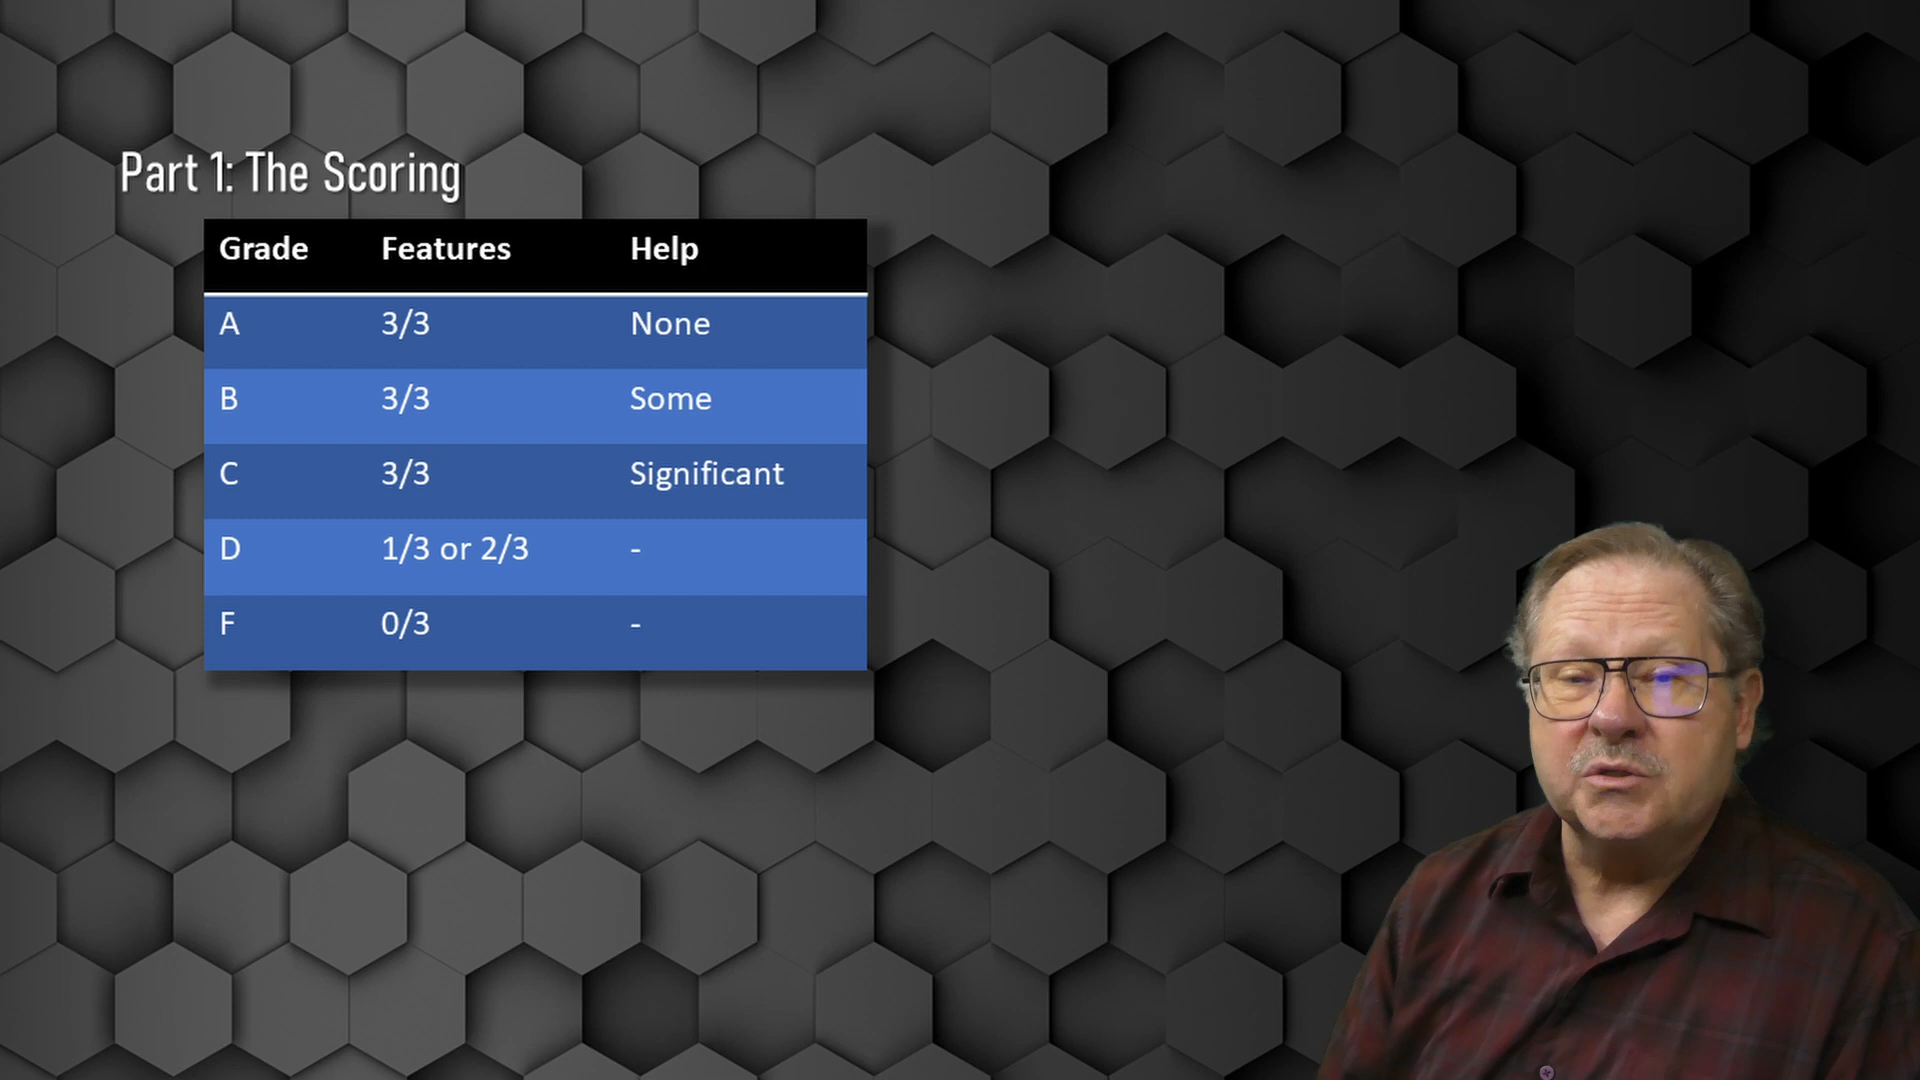 Part 1: The Scoring
Grade Features Help
A 3/3 None
B 3/3 Some
C 3/3 Significant
D 1/3 or 2/3 -
F 0/3 -